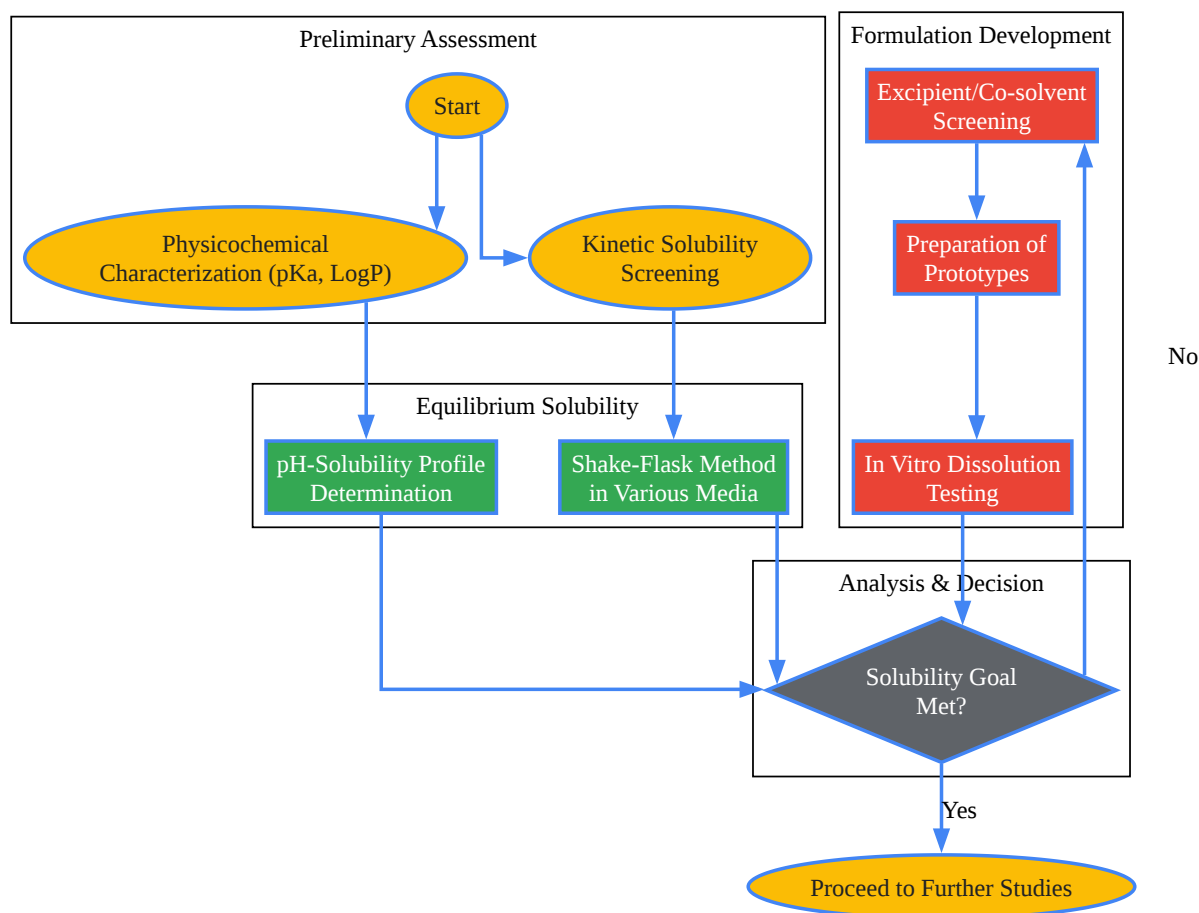 Preliminary Assessment
Start
Physicochemical
Characterization (pKa, LogP)
Kinetic Solubility
Screening
Equilibrium Solubility
pH-Solubility Profile
Determination
Shake-Flask Method
in Various Media
Formulation Development
Excipient/Co-solvent
Screening
Preparation of
Prototypes
In Vitro Dissolution
Testing
No
Analysis & Decision
Solubility Goal
Met?
Yes
Proceed to Further Studies